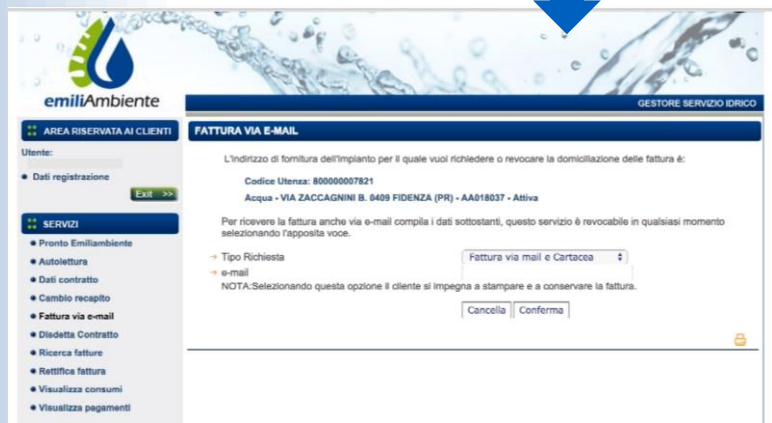 emiliAmbiente
GESTORE SERVIZIO IDRICO
AREA RISERVATA AI CLIENTI
Utente:
Dati registrazione
Exit >>
SERVIZI
Pronto Emiliambiente
Autolettura
Dati contratto
Cambio recapito
Fattura via e-mail
Disdetta Contratto
Ricerca fatture
Rettifica fattura
Visualizza consumi
Visualizza pagamenti
FATTURA VIA E-MAIL
L'indirizzo di fornitura dell'impianto per il quale vuoi richiedere o revocare la domiciliazione delle fattura è:
Codice Utenza: 800000007821
Acqua - VIA ZACCAGNINI B. 0409 FIDENZA (PR) - AA018037 - Attiva
Per ricevere la fattura anche via e-mail compila i dati sottostanti, questo servizio è revocabile in qualsiasi momento
selezionando l'apposita voce.
Tipo Richiesta Fattura via mail e Cartacea
e-mail
NOTA:Selezionando questa opzione il cliente si impegna a stampare e a conservare la fattura.
Cancella Conferma